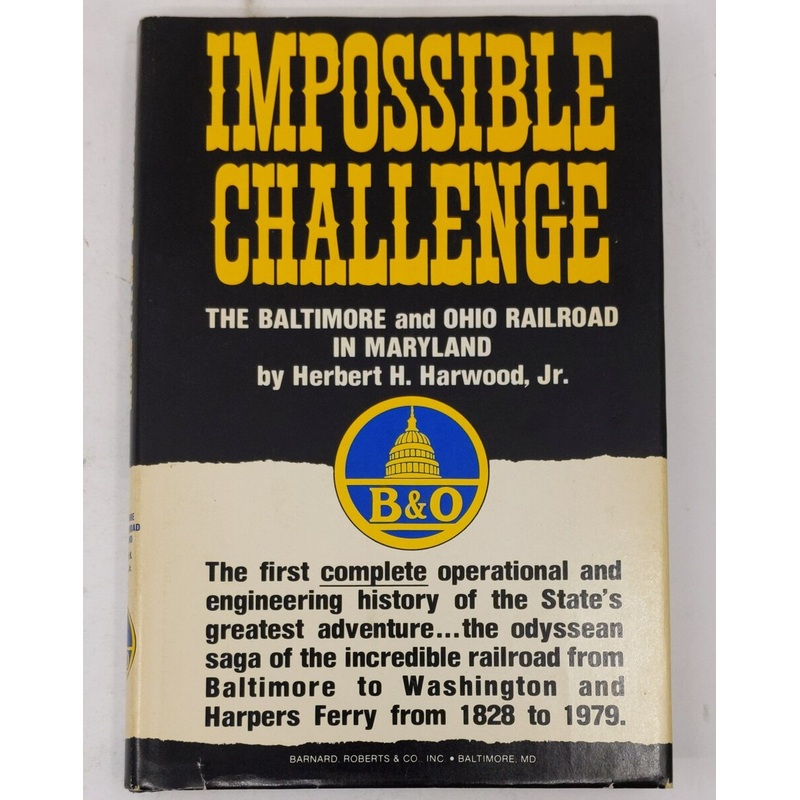 IMPOSSIBLE
CHALLENGE
THE BALTIMORE and OHIO RAILROAD
IN MARYLAND
by Herbert H. Harwood, Jr.
B&O
The first complete operational and
engineering history of the State's
greatest adventure...the odyssean
saga of the incredible railroad from
Baltimore to Washington and
Harpers Ferry from 1828 to 1979.
BARNARD, ROBERTS & CO. INC • BALTIMORE, MD